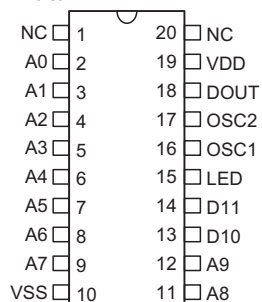 NC 1 20 NC
A0 2 19 VDD
A1 3 18 DOUT
A2 4 17 OSC2
A3 5 16 OSC1
A4 6 15 LED
A5 7 14 D11
A6 8 13 D10
A7 9 12 A9
VSS 10 11 A8